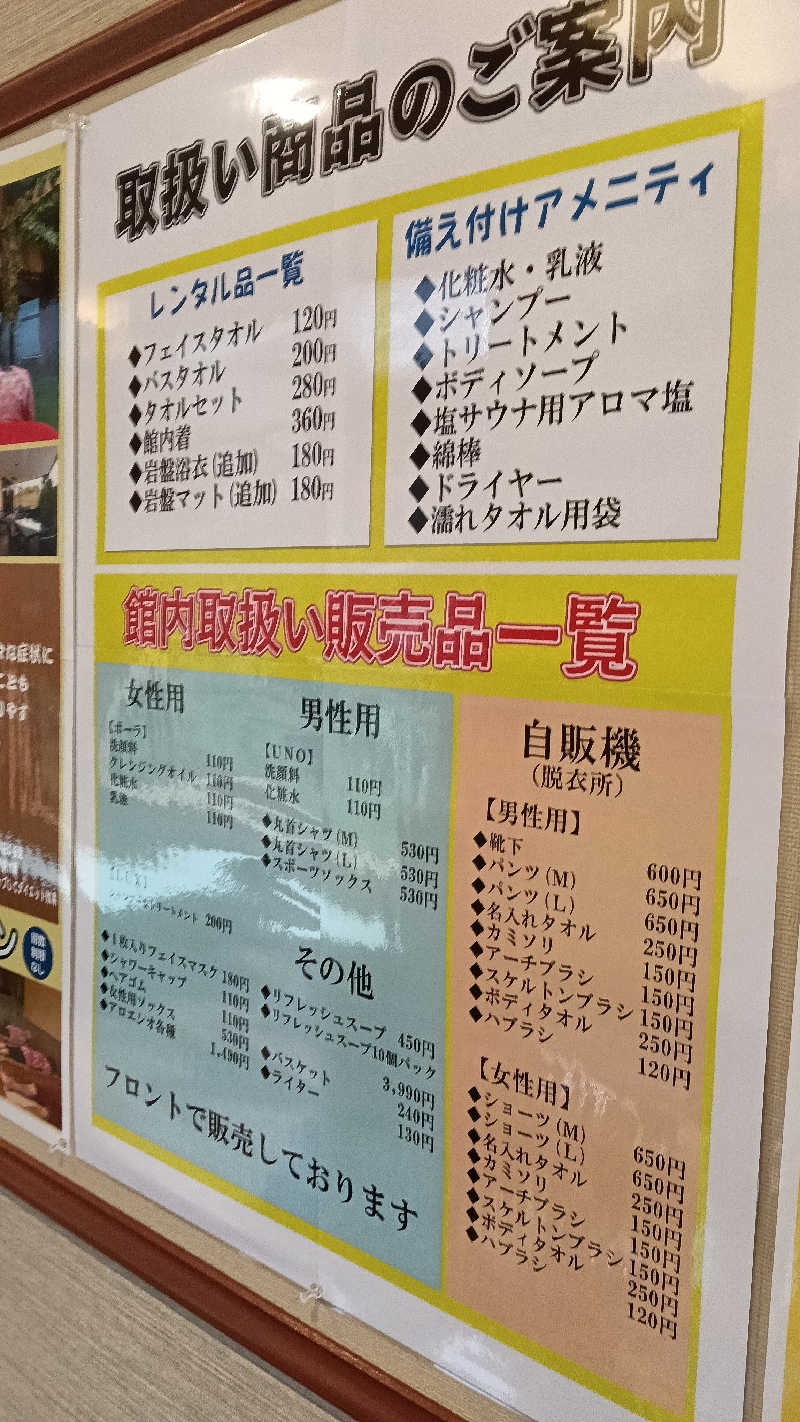 取扱い商品のご案内
レンタル品一覧
◆フェイスタオル 120円
◆バスタオル 200円
◆タオルセット 280円
◆館内着 360円
◆岩盤浴衣(追加) 180円
◆岩盤マット(追加) 180円
備え付けアメニティ
◆化粧水・乳液
◆シャンプー
◆トリートメント
◆ボディソープ
◆塩サウナ用アロマ塩
◆綿棒
◆ドライヤー
◆濡れタオル用袋
館内取扱い販売品一覧
女性用
【ポーラ】
洗顔料 110円
クレンジングオイル 110円
化粧水 110円
乳液 110円
【LUX】
トリートメント 200円
◆1枚入りフェイスマスク 180円
◆シャワーキャップ 110円
◆ヘアゴム 110円
◆女性用ソックス 530円
◆アロエシオ各種 1,490円
男性用
【UNO】
洗顔料 110円
化粧水 110円
◆丸首シャツ(M) 530円
◆丸首シャツ(L) 530円
◆スポーツソックス 530円
その他
◆リフレッシュスープ 450円
◆リフレッシュスープ10個パック 3,990円
◆バスケット 240円
◆ライター 130円
フロントで販売しております
自販機
(脱衣所)
【男性用】
◆靴下 600円
◆パンツ(M) 650円
◆パンツ(L) 650円
◆名入れタオル 250円
◆カミソリ 150円
◆アーチブラシ 150円
◆スケルトンブラシ 150円
◆ボディタオル 250円
◆ハブラシ 120円
【女性用】
◆ショーツ(M) 650円
◆ショーツ(L) 650円
◆名入れタオル 250円
◆カミソリ 150円
◆アーチブラシ 150円
◆スケルトンブラシ 150円
◆ボディタオル 250円
◆ハブラシ 120円